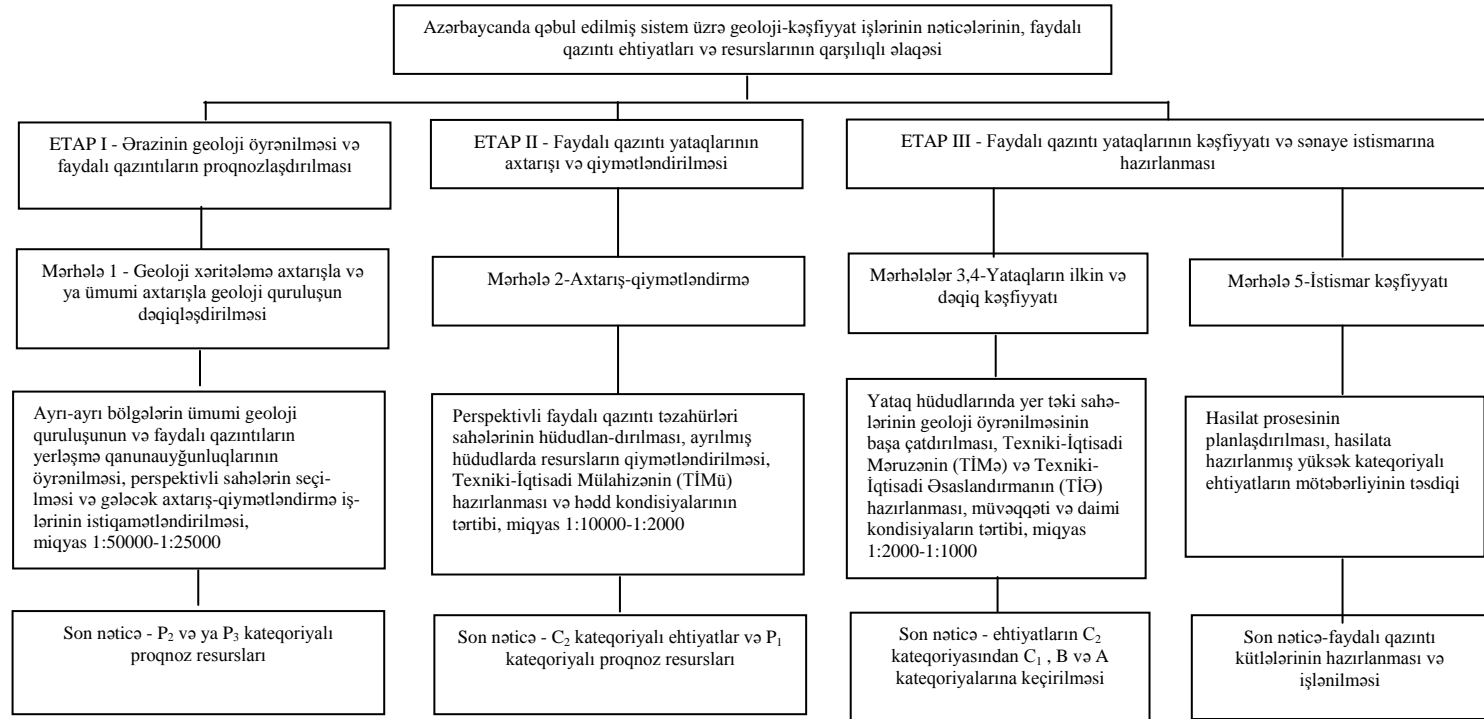 Azərbaycanda qəbul edilmiş sistem üzrə geoloji-kəşfiyyat işlərinin nəticələrinin, faydalı
qazıntı ehtiyatları və resurslarının qarşılıqlı əlaqəsi
ETAP I - Ərazinin geoloji öyrənilməsi və
faydalı qazıntıların proqnozlaşdırılması
ETAP II - Faydalı qazıntı yataqlarının
axtarışı və qiymətləndirilməsi
ETAP III - Faydalı qazıntı yataqlarının kəşfiyyatı və sənaye istismarına
hazırlanması
Mərhələ 1 - Geoloji xəritələmə axtarışla və
ya ümumi axtarışla geoloji quruluşun
dəqiqləşdirilməsi
Mərhələ 2-Axtarış-qiymətləndirmə
Mərhələlər 3,4-Yataqların ilkin və
dəqiq kəşfiyyatı
Mərhələ 5-İstismar kəşfiyyatı
Ayrı-ayrı bölgələrin ümumi geoloji
quruluşunun və faydalı qazıntıların
yerləşmə qanunauyğunluqlarının
öyrənilməsi, perspektivli sahələrin seçi-
lməsi və gələcək axtarış-qiymətləndirmə iş-
lərinin istiqamətləndirilməsi,
miqyas 1:50000-1:25000
Perspektivli faydalı qazıntı təzahürləri
sahələrinin hüdudlan-dırılması, ayrılmış
hüdudlarda resursların qiymətləndirilməsi,
Texniki-İqtisadi Mülahizənin (TİMü)
hazırlanması və hədd kondisiyalarının
tərtibi, miqyas 1:10000-1:2000
Yataq hüdudlarında yer təki sahə-
lərinin geoloji öyrənilməsinin
başa çatdırılması, Texniki-İqtisadi
Məruzənin (TİMə) və Texniki-
İqtisadi Əsaslandırmanın (TİƏ)
hazırlanması, müvəqqəti və daimi
kondisiyaların tərtibi, miqyas
1:2000-1:1000
Hasilat prosesinin
planlaşdırılması, hasilata
hazırlanmış yüksək kateqoriyalı
ehtiyatların mötəbərliyinin təsdiqi
Son nəticə - P₂ və ya P₃ kateqoriyalı
proqnoz resursları
Son nəticə - C₂ kateqoriyalı ehtiyatlar və P₁
kateqoriyalı proqnoz resursları
Son nəticə - ehtiyatların C₂
kateqoriyasından C₁ , B və A
kateqoriyalarına keçirilməsi
Son nəticə-faydalı qazıntı
kütlələrinin hazırlanması və
işlənilməsi